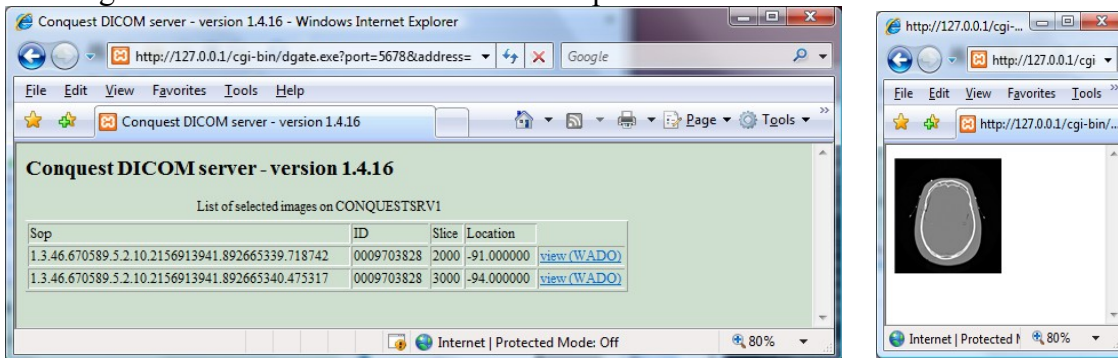 Conquest DICOM server - version 1.4.16 - Windows Internet Explorer
http://127.0.0.1/cgi-bin/dgate.exe?port=5678&address=
Google
File Edit View Favorites Tools Help
Conquest DICOM server - version 1.4.16
Page Tools
Conquest DICOM server - version 1.4.16
List of selected images on CONQUESTSRV1
Sop ID Slice Location
1.3.46.670589.5.2.10.2156913941.892665339.718742 0009703828 2000 -91.000000 view (WADO)
1.3.46.670589.5.2.10.2156913941.892665340.475317 0009703828 3000 -94.000000 view (WADO)
Internet | Protected Mode: Off 80%
http://127.0.0.1/cgi-...
http://127.0.0.1/cgi
File Edit View Favorites Tools
http://127.0.0.1/cgi-bin/...
Internet | Protected 80%